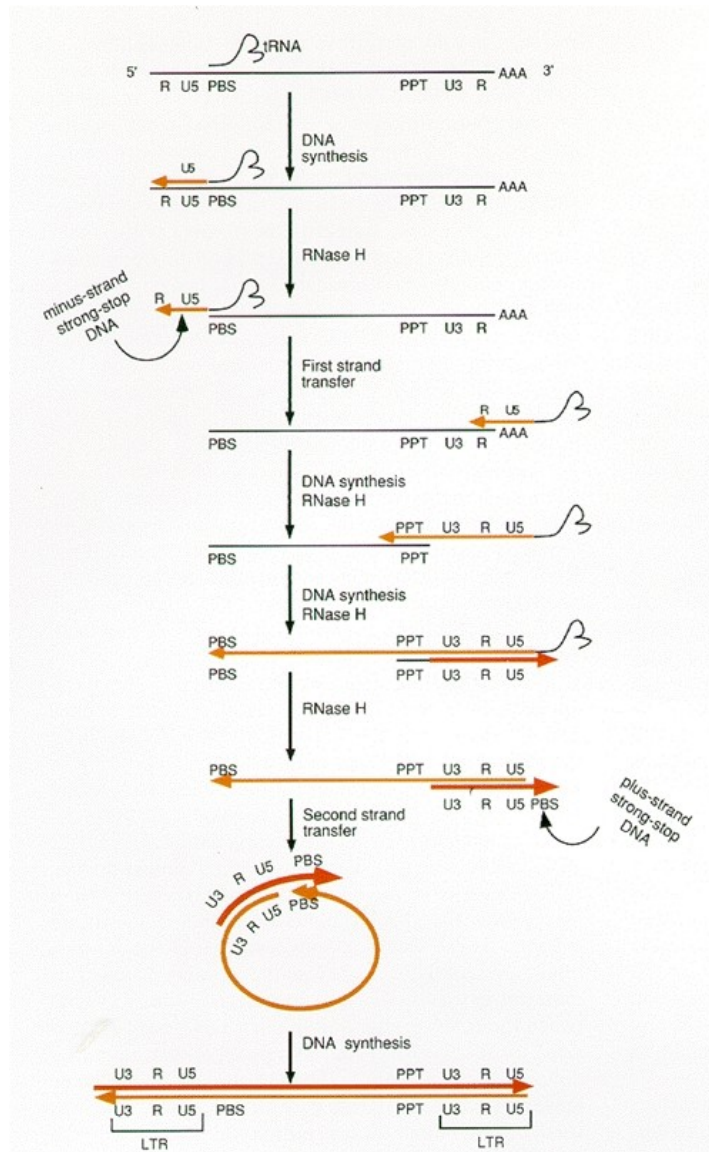 tRNA
5' AAA 3'
R U5 PBS PPT U3 R
DNA
synthesis
U5
AAA
R U5 PBS PPT U3 R
RNase H
minus-strand
strong-stop
DNA
R U5
AAA
PBS PPT U3 R
First strand
transfer
R U5
AAA
PBS PPT U3 R
DNA synthesis
RNase H
PPT U3 R U5
PBS PPT
DNA synthesis
RNase H
PBS PPT U3 R U5
PBS PPT U3 R U5
RNase H
PBS PPT U3 R U5
U3 R U5 PBS
plus-strand
strong-stop
DNA
Second strand
transfer
U3 R U5 PBS
U3 R U5 PBS
DNA synthesis
U3 R U5 PPT U3 R U5
U3 R U5 PBS PPT U3 R U5
LTR LTR